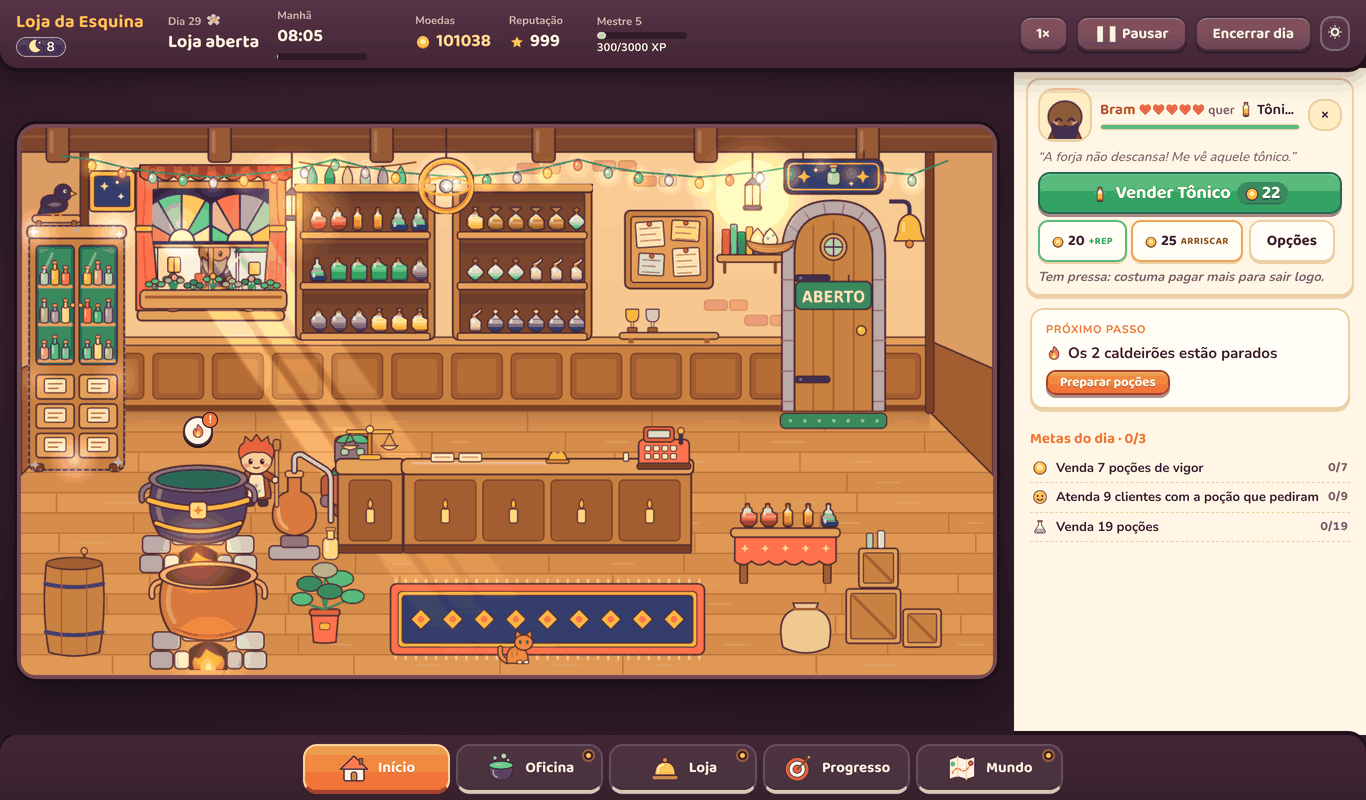 Loja da Esquina
8
Dia 29
Loja aberta
Manhã
08:05
Moedas
101038
Reputação
999
Mestre 5
300/3000 XP
1×
Pausar
Encerrar dia
Bram quer Tôni...
×
“A forja não descansa! Me vê aquele tônico.”
Vender Tônico 22
20 +REP
25 ARRISCAR
Opções
Tem pressa: costuma pagar mais para sair logo.
PRÓXIMO PASSO
Os 2 caldeirões estão parados
Preparar poções
Metas do dia · 0/3
Venda 7 poções de vigor 0/7
Atenda 9 clientes com a poção que pediram 0/9
Venda 19 poções 0/19
ABERTO
!
Início
Oficina
Loja
Progresso
Mundo